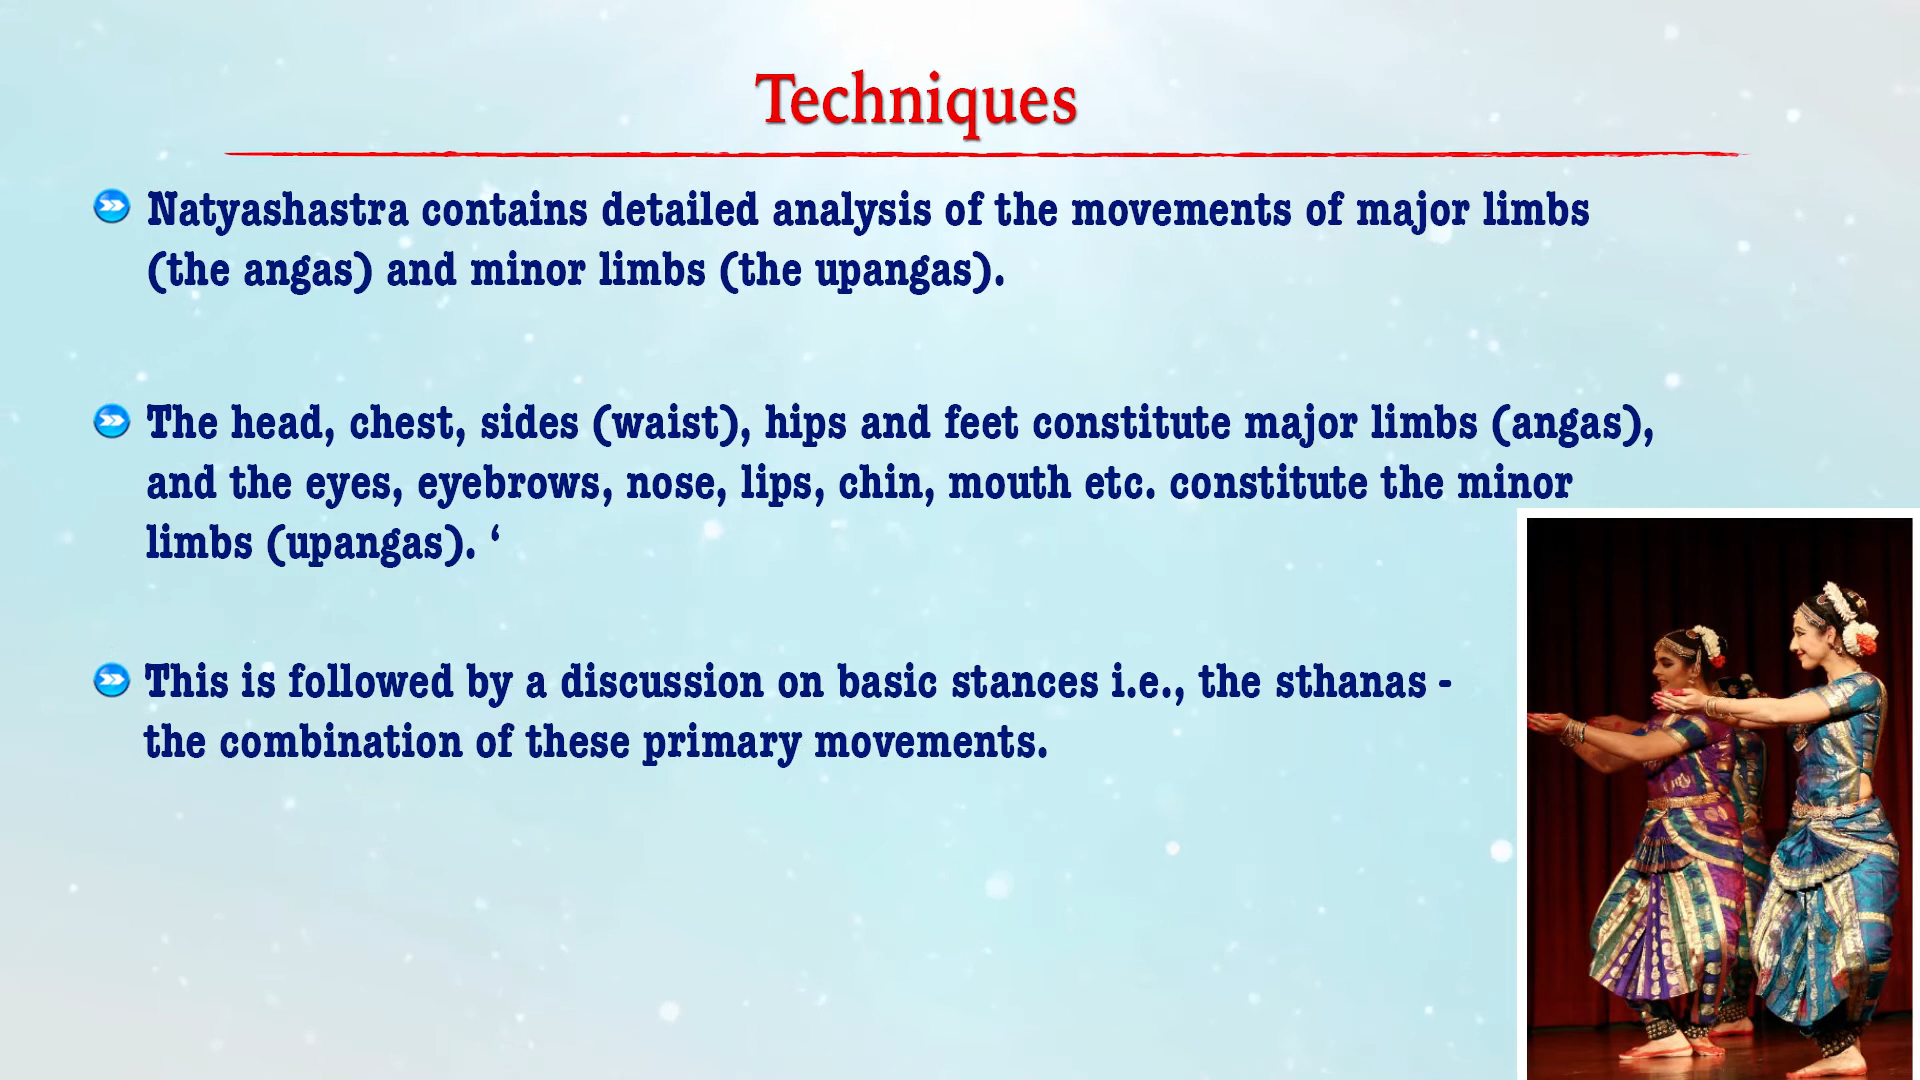 Techniques
Natyashastra contains detailed analysis of the movements of major limbs
(the angas) and minor limbs (the upangas).
The head, chest, sides (waist), hips and feet constitute major limbs (angas),
and the eyes, eyebrows, nose, lips, chin, mouth etc. constitute the minor
limbs (upangas). ‘
This is followed by a discussion on basic stances i.e., the sthanas -
the combination of these primary movements.